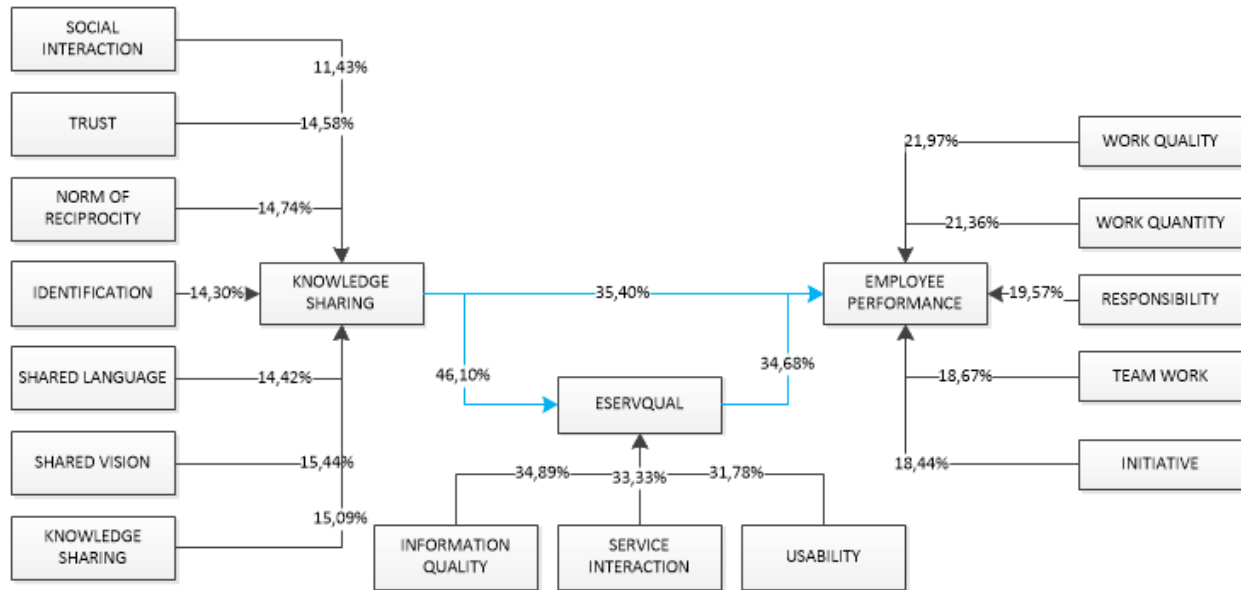 SOCIAL
INTERACTION
11,43%
TRUST
14,58%
NORM OF
RECIPROCITY
14,74%
IDENTIFICATION
14,30%
KNOWLEDGE
SHARING
SHARED LANGUAGE
14,42%
SHARED VISION
15,44%
KNOWLEDGE
SHARING
15,09%
35,40%
46,10%
34,68%
ESERVQUAL
34,89%
33,33%
31,78%
INFORMATION
QUALITY
SERVICE
INTERACTION
USABILITY
EMPLOYEE
PERFORMANCE
21,97%
WORK QUALITY
21,36%
WORK QUANTITY
19,57%
RESPONSIBILITY
18,67%
TEAM WORK
18,44%
INITIATIVE